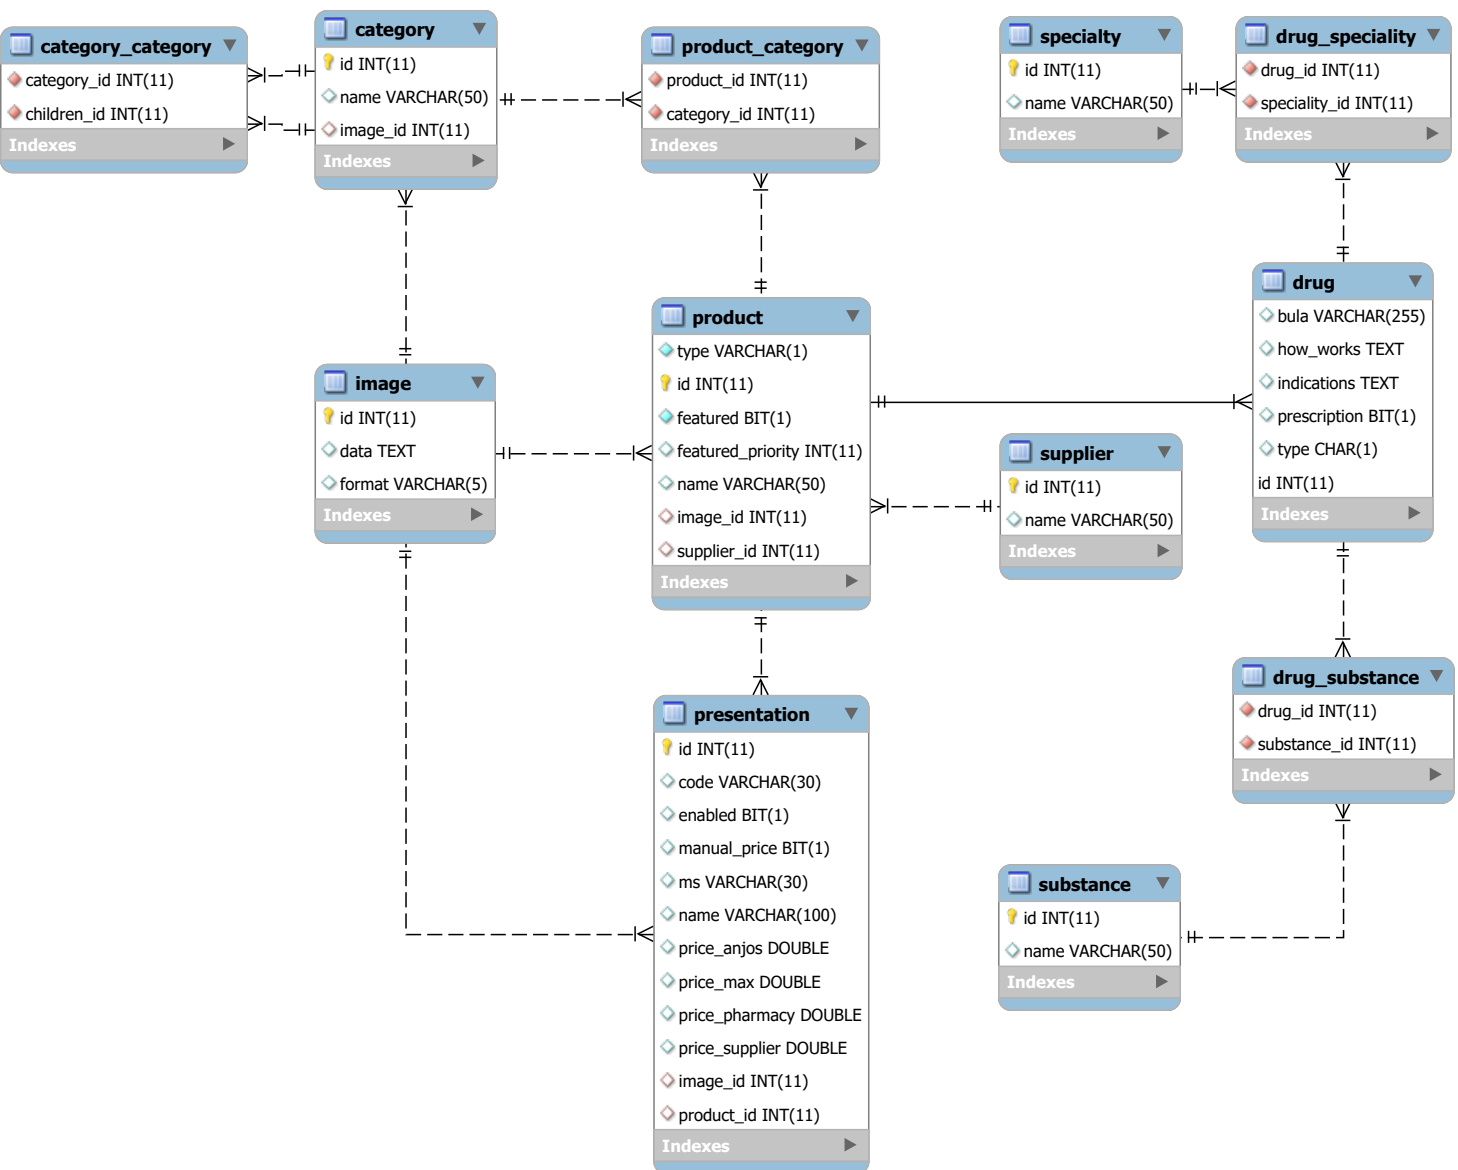 category_category
category_id INT(11)
children_id INT(11)
Indexes
category
id INT(11)
name VARCHAR(50)
image_id INT(11)
Indexes
product_category
product_id INT(11)
category_id INT(11)
Indexes
specialty
id INT(11)
name VARCHAR(50)
Indexes
drug_speciality
drug_id INT(11)
speciality_id INT(11)
Indexes
image
id INT(11)
data TEXT
format VARCHAR(5)
Indexes
product
type VARCHAR(1)
id INT(11)
featured BIT(1)
featured_priority INT(11)
name VARCHAR(50)
image_id INT(11)
supplier_id INT(11)
Indexes
supplier
id INT(11)
name VARCHAR(50)
Indexes
drug
bula VARCHAR(255)
how_works TEXT
indications TEXT
prescription BIT(1)
type CHAR(1)
id INT(11)
Indexes
presentation
id INT(11)
code VARCHAR(30)
enabled BIT(1)
manual_price BIT(1)
ms VARCHAR(30)
name VARCHAR(100)
price_anjos DOUBLE
price_max DOUBLE
price_pharmacy DOUBLE
price_supplier DOUBLE
image_id INT(11)
product_id INT(11)
Indexes
drug_substance
drug_id INT(11)
substance_id INT(11)
Indexes
substance
id INT(11)
name VARCHAR(50)
Indexes